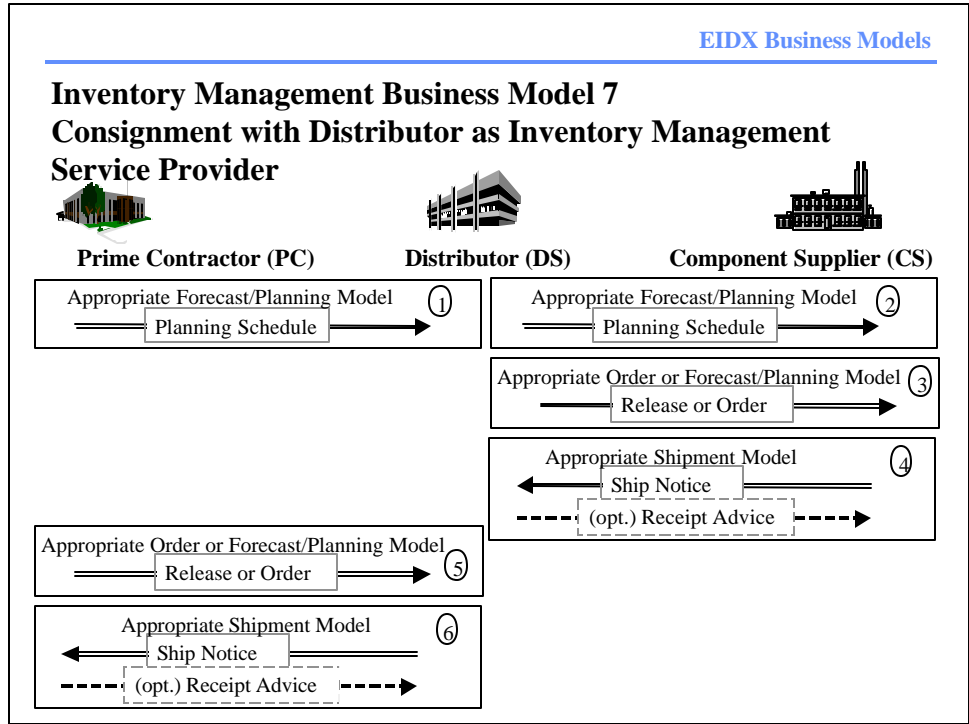 EIDX Business Models
Inventory Management Business Model 7
Consignment with Distributor as Inventory Management
Service Provider
Prime Contractor (PC)
Distributor (DS)
Component Supplier (CS)
Appropriate Forecast/Planning Model
1
Planning Schedule
Appropriate Forecast/Planning Model
2
Planning Schedule
Appropriate Order or Forecast/Planning Model
3
Release or Order
Appropriate Shipment Model
4
Ship Notice
(opt.) Receipt Advice
Appropriate Order or Forecast/Planning Model
5
Release or Order
Appropriate Shipment Model
6
Ship Notice
(opt.) Receipt Advice